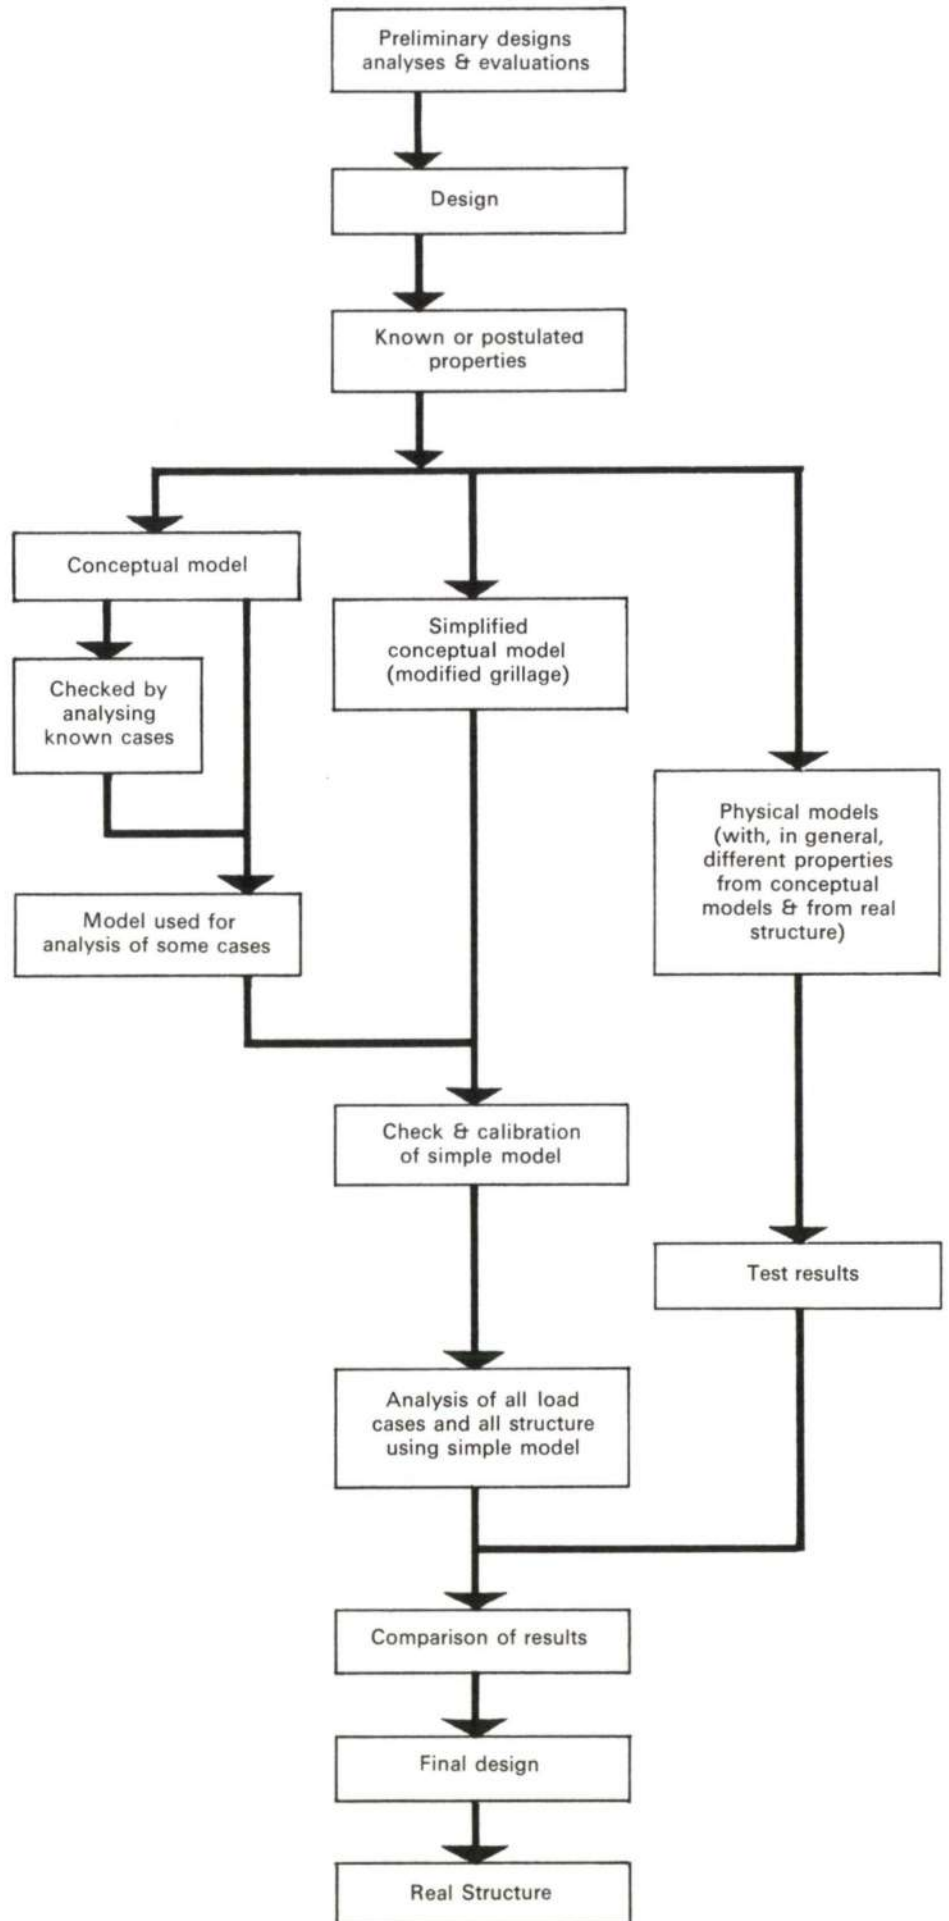 Preliminary designs
analyses & evaluations
Design
Known or postulated
properties
Conceptual model
Simplified
conceptual model
(modified grillage)
Checked by
analysing
known cases
Physical models
(with, in general,
different properties
from conceptual
models & from real
structure)
Model used for
analysis of some cases
Check & calibration
of simple model
Test results
Analysis of all load
cases and all structure
using simple model
Comparison of results
Final design
Real Structure